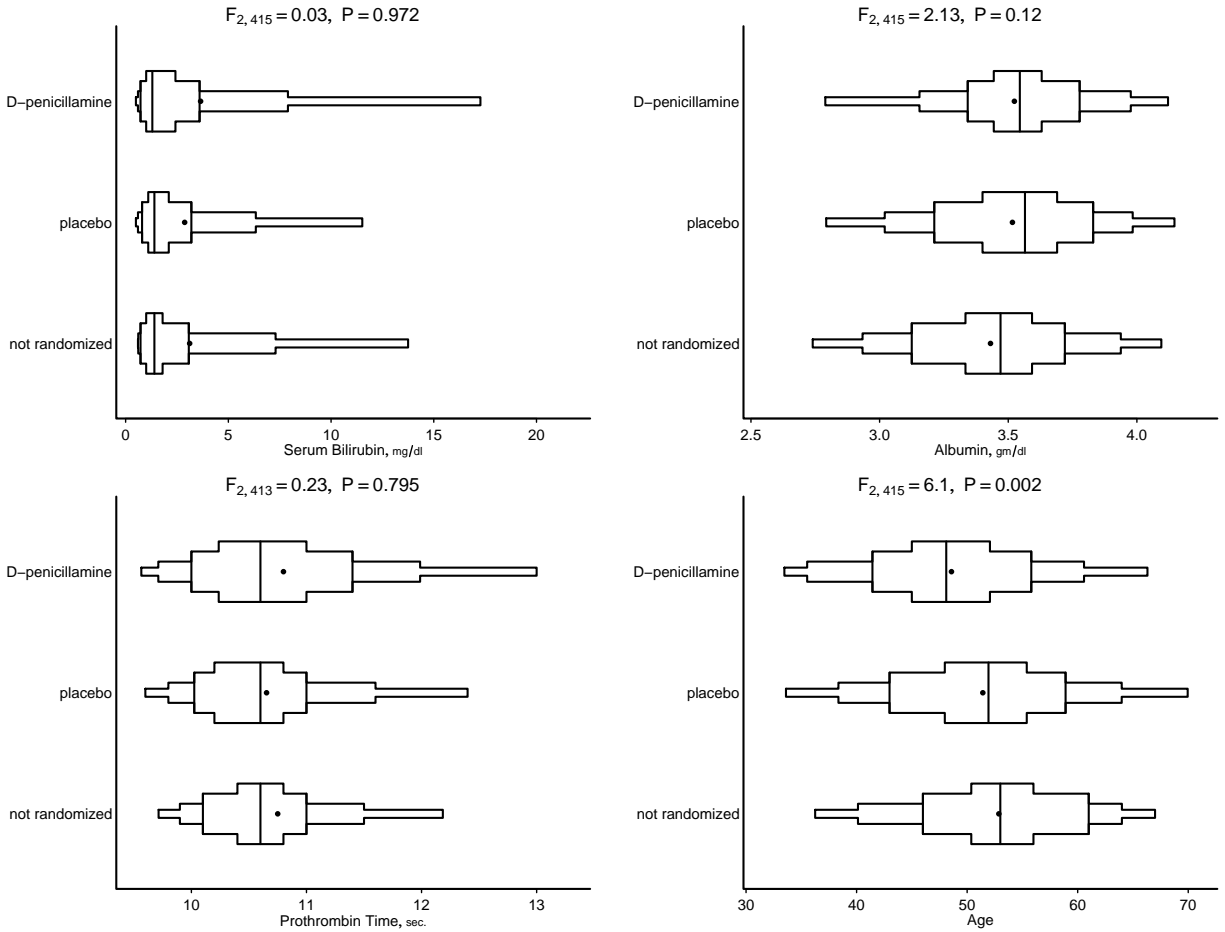 F2, 415 = 0.03, P = 0.972
D−penicillamine
placebo
not randomized
0 5 10 15 20
Serum Bilirubin, mg/dl
F2, 415 = 2.13, P = 0.12
D−penicillamine
placebo
not randomized
2.5 3.0 3.5 4.0
Albumin, gm/dl
F2, 413 = 0.23, P = 0.795
D−penicillamine
placebo
not randomized
10 11 12 13
Prothrombin Time, sec.
F2, 415 = 6.1, P = 0.002
D−penicillamine
placebo
not randomized
30 40 50 60 70
Age